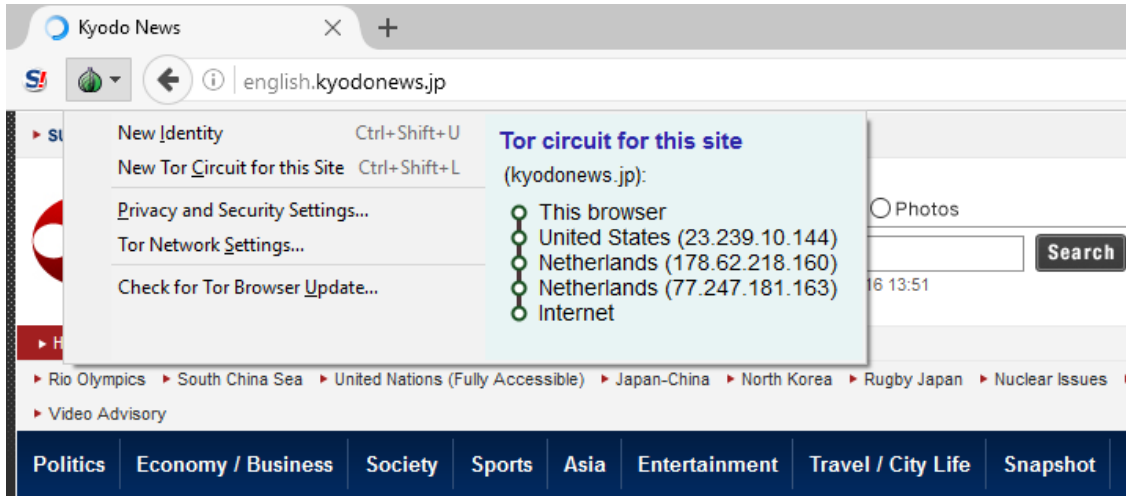 Kyodo News
S!
english.kyodonews.jp
New Identity Ctrl+Shift+U
New Tor Circuit for this Site Ctrl+Shift+L
Privacy and Security Settings...
Tor Network Settings...
Check for Tor Browser Update...
Tor circuit for this site
(kyodonews.jp):
This browser
United States (23.239.10.144)
Netherlands (178.62.218.160)
Netherlands (77.247.181.163)
Internet
Photos
Search
16 13:51
Rio Olympics South China Sea United Nations (Fully Accessible) Japan-China North Korea Rugby Japan Nuclear Issues
Video Advisory
Politics Economy / Business Society Sports Asia Entertainment Travel / City Life Snapshot